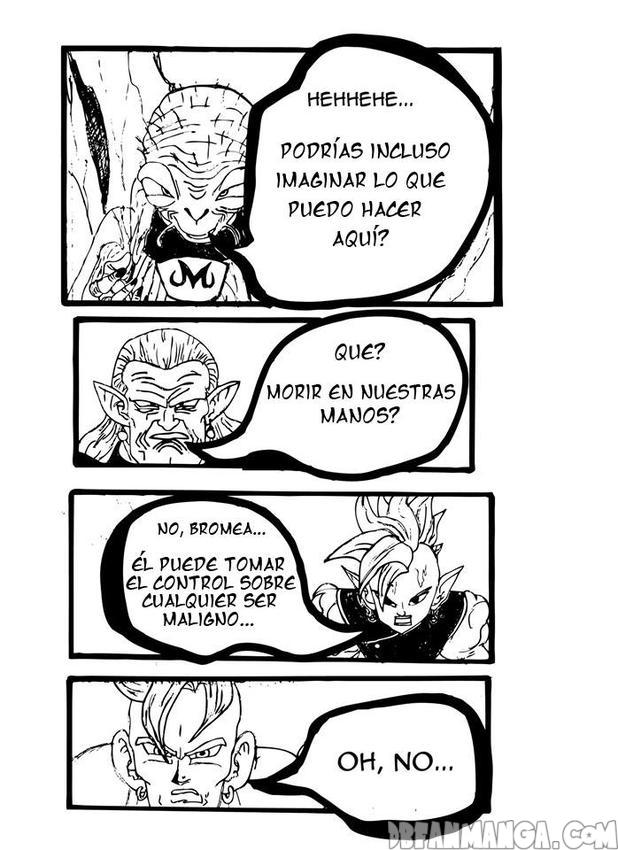 HEHHEHE...
PODRÍAS INCLUSO
IMAGINAR LO QUE
PUEDO HACER
AQUÍ?
M
QUE?
MORIR EN NUESTRAS
MANOS?
NO, BROMEA...
ÉL PUEDE TOMAR
EL CONTROL SOBRE
CUALQUIER SER
MALIGNO...
OH, NO...
DBFANMANGA.COM